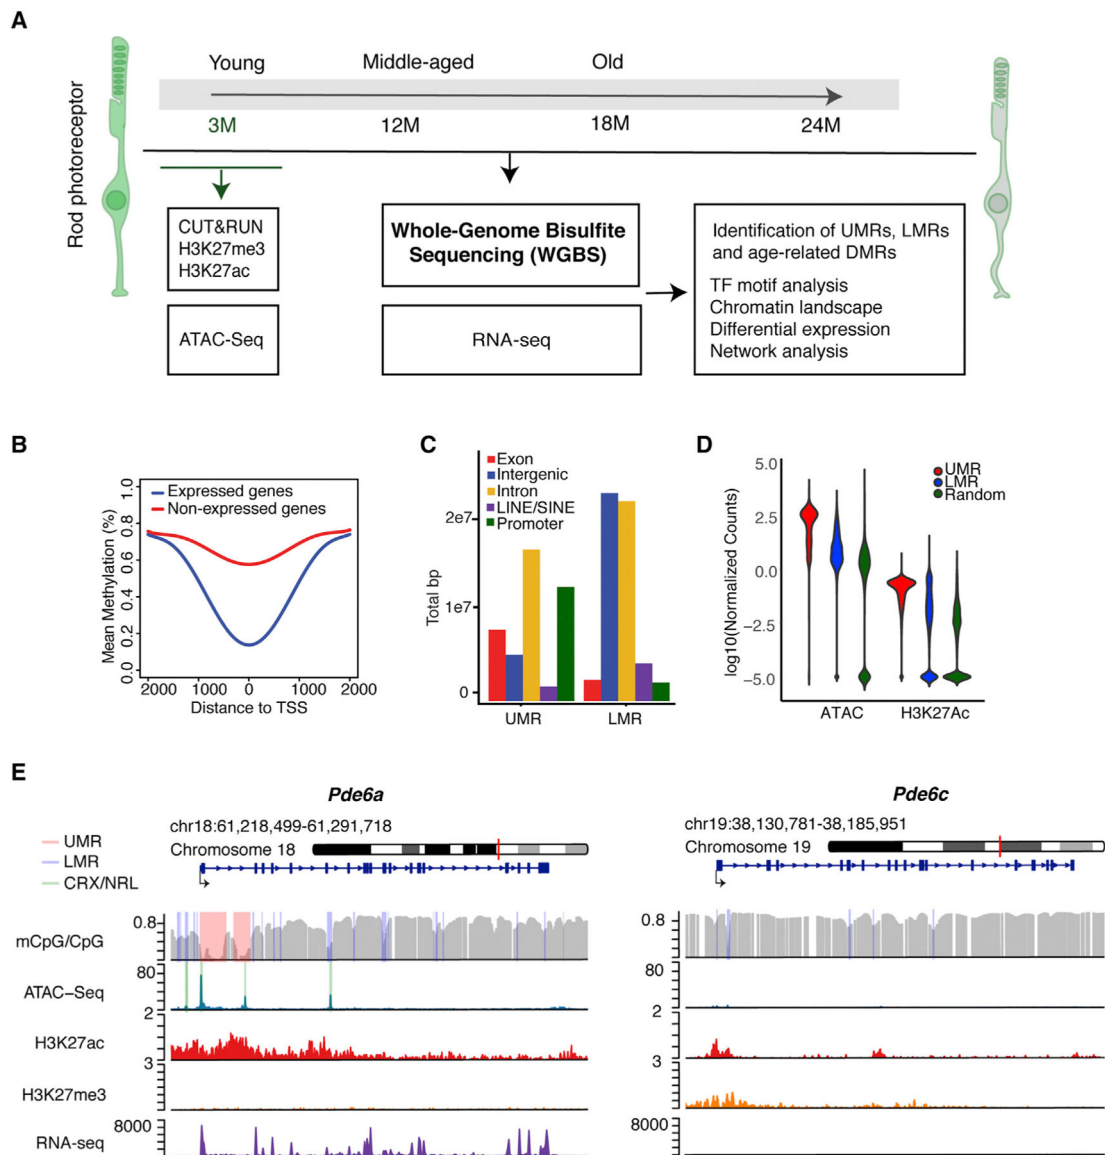 A
Young
Middle-aged
Old
3M
12M
18M
24M
Rod photoreceptor
CUT&RUN
H3K27me3
H3K27ac
ATAC-Seq
Whole-Genome Bisulfite
Sequencing (WGBS)
RNA-seq
Identification of UMRs, LMRs
and age-related DMRs
TF motif analysis
Chromatin landscape
Differential expression
Network analysis
B
Mean Methylation (%)
1.0
0.8
0.6
0.4
0.2
0.0
Expressed genes
Non-expressed genes
2000 1000 0 1000 2000
Distance to TSS
C
Exon
Intergenic
Intron
LINE/SINE
Promoter
Total bp
2e7
1e7
0
UMR LMR
D
log10(Normalized Counts)
5.0
2.5
0.0
−2.5
−5.0
UMR
LMR
Random
ATAC H3K27Ac
E
UMR
LMR
CRX/NRL
Pde6a
chr18:61,218,499-61,291,718
Chromosome 18
mCpG/CpG
0.8
ATAC–Seq
80
2
H3K27ac
2
3
H3K27me3
3
RNA-seq
8000
Pde6c
chr19:38,130,781-38,185,951
Chromosome 19
0.8
80
2
3
8000